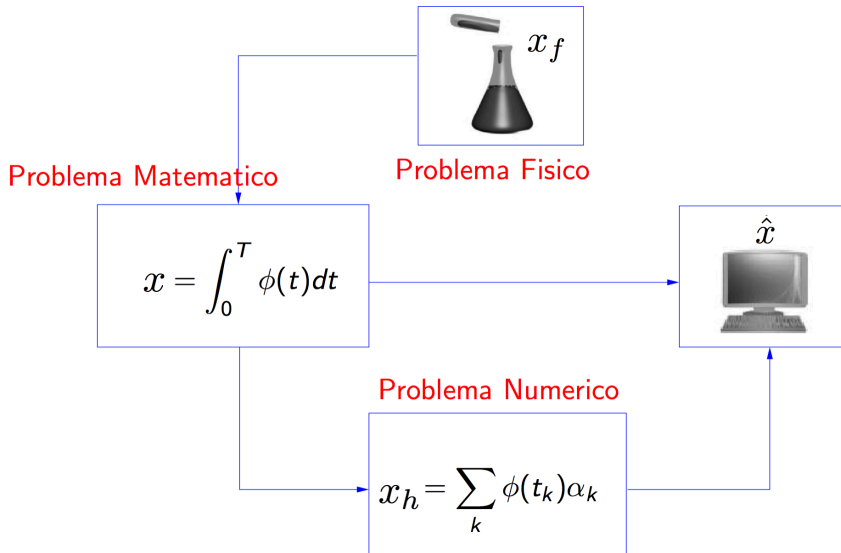 x_f
Problema Fisico
Problema Matematico
x = ∫_0^T ϕ(t)dt
x̂
Problema Numerico
x_h = ∑_k ϕ(t_k)α_k